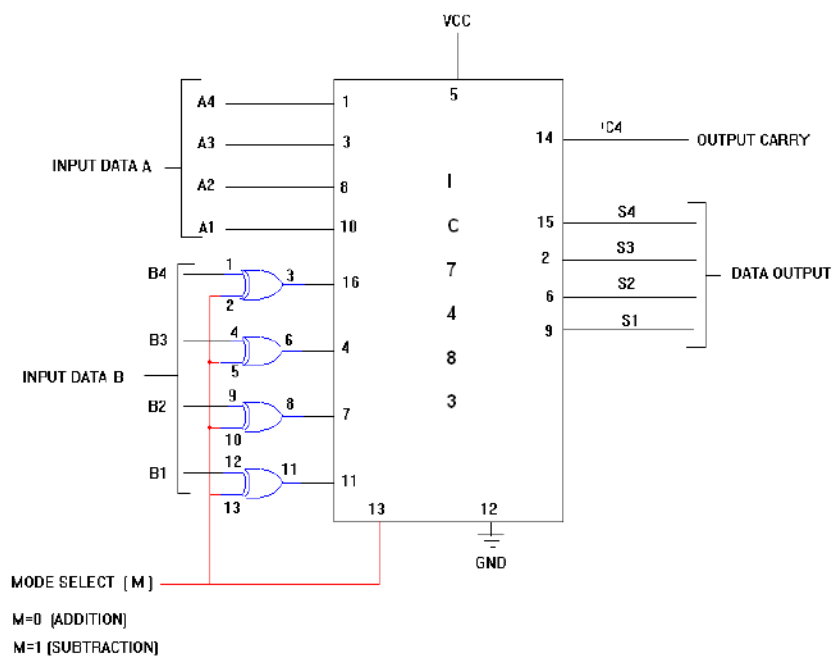 VCC
5
A4 1
A3 3
INPUT DATA A
A2 8
A1 10
14 'C4 OUTPUT CARRY
15 S4
2 S3
DATA OUTPUT
6 S2
9 S1
I
C
7
4
8
3
B4 1 2 3 16
B3 4 5 6 4
INPUT DATA B
B2 9 10 8 7
B1 12 13 11 11
13 12
GND
MODE SELECT ( M )
M=0 (ADDITION)
M=1 (SUBTRACTION)